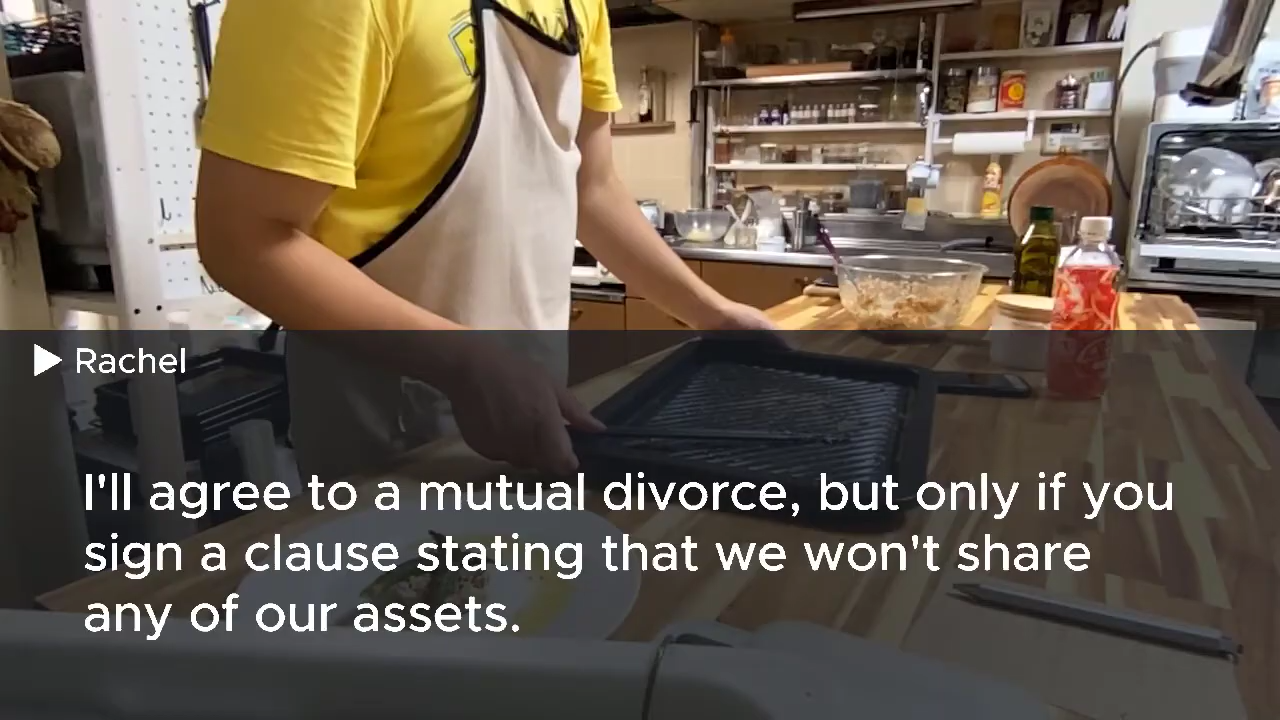 Rachel
I'll agree to a mutual divorce, but only if you
sign a clause stating that we won't share
any of our assets.